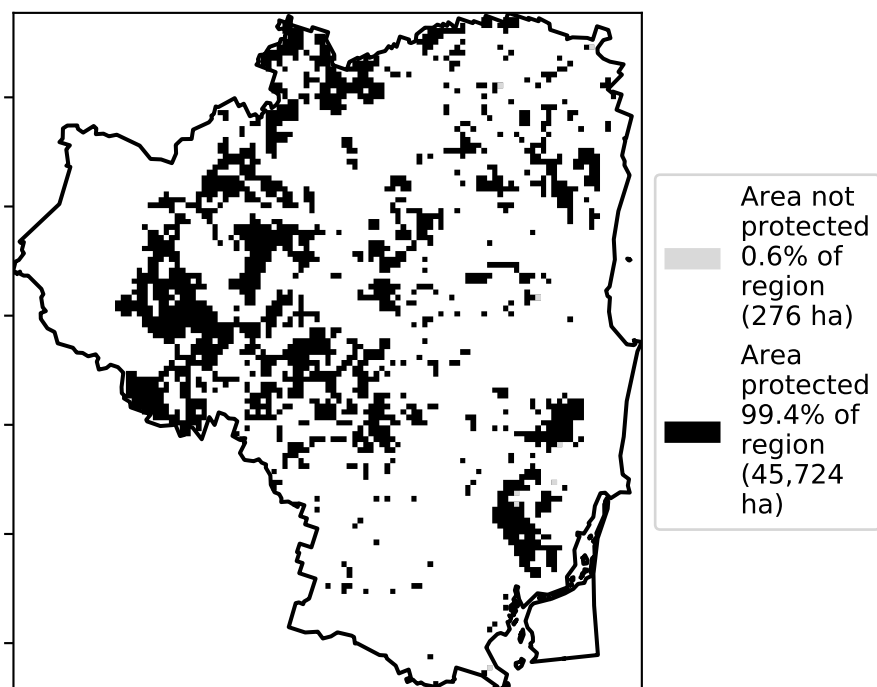 Area not
protected
0.6% of
region
(276 ha)
Area
protected
99.4% of
region
(45,724
ha)